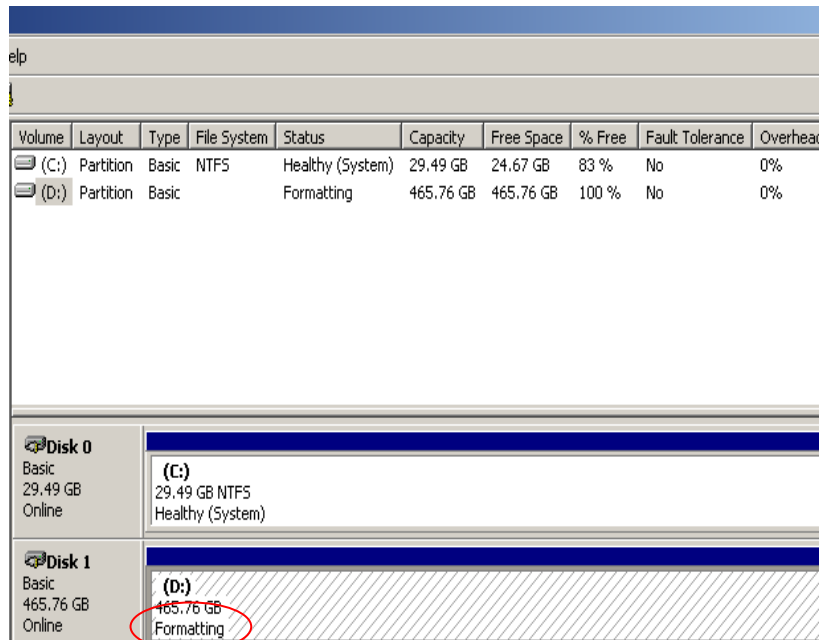 elp
Volume Layout Type File System Status Capacity Free Space % Free Fault Tolerance Overhead
(C:) Partition Basic NTFS Healthy (System) 29.49 GB 24.67 GB 83 % No 0%
(D:) Partition Basic Formatting 465.76 GB 465.76 GB 100 % No 0%
Disk 0
Basic
29.49 GB
Online
(C:)
29.49 GB NTFS
Healthy (System)
Disk 1
Basic
465.76 GB
Online
(D:)
465.76 GB
Formatting